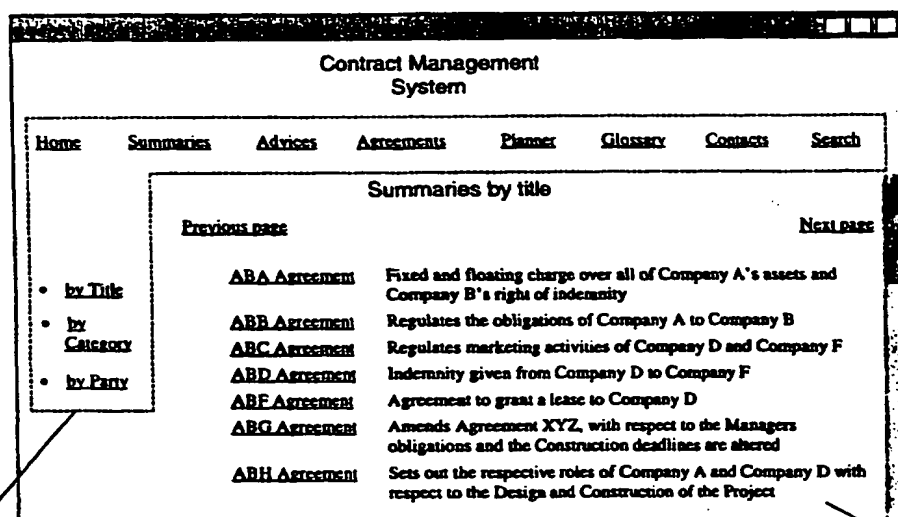 Contract Management
System
Home Summaries Advices Agreements Planner Glossary Contacts Search
Summaries by title
Previous page Next page
ABA Agreement Fixed and floating charge over all of Company A's assets and
Company B's right of indemnity
• by Title
ABB Agreement Regulates the obligations of Company A to Company B
• by
Category
ABC Agreement Regulates marketing activities of Company D and Company F
ABD Agreement Indemnity given from Company D to Company F
• by Party
ABF Agreement Agreement to grant a lease to Company D
ABG Agreement Amends Agreement XYZ, with respect to the Managers
obligations and the Construction deadlines are altered
ABH Agreement Sets out the respective roles of Company A and Company D with
respect to the Design and Construction of the Project